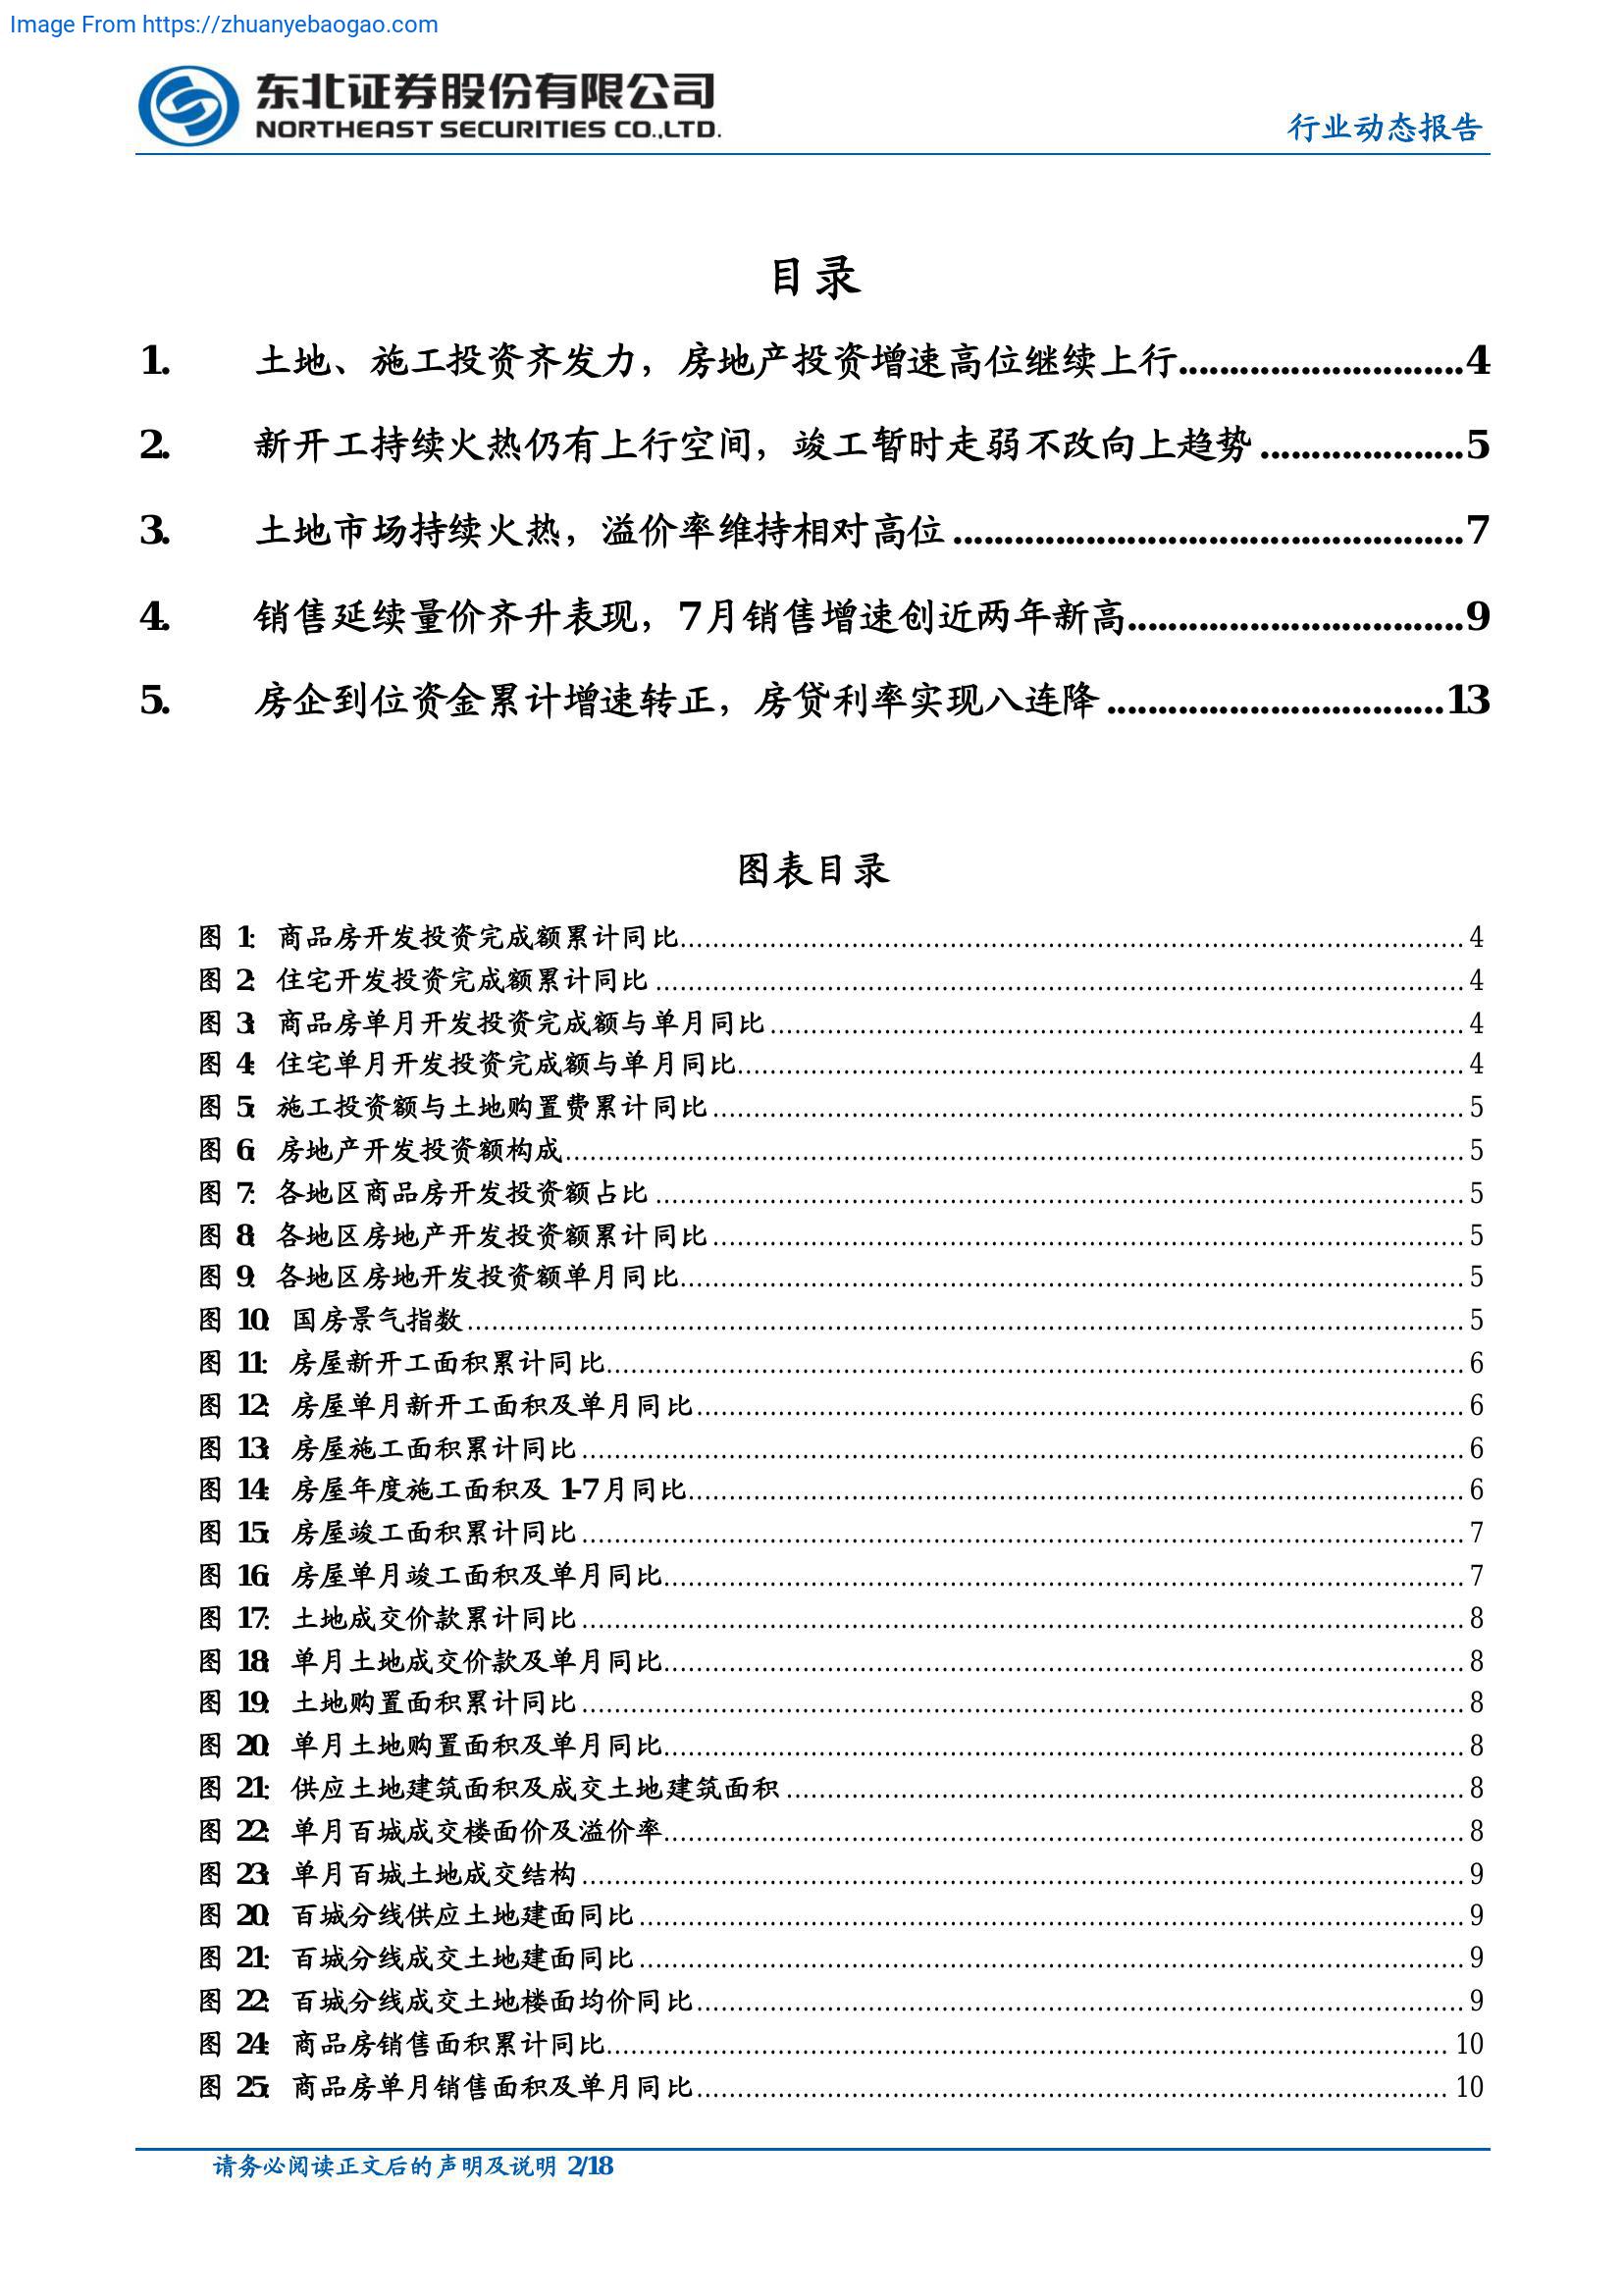 Image From https://zhuanyebaogao.com
东北证券股份有限公司
NORTHEAST SECURITIES CO.,LTD.
行业动态报告
目录
1. 土地、施工投资齐发力，房地产投资增速高位继续上行............................4
2. 新开工持续火热仍有上行空间，竣工暂时走弱不改向上趋势....................5
3. 土地市场持续火热，溢价率维持相对高位..................................................7
4. 销售延续量价齐升表现，7月销售增速创近两年新高.................................9
5. 房企到位资金累计增速转正，房贷利率实现八连降.................................13
图表目录
图 1：商品房开发投资完成额累计同比........ 4
图 2：住宅开发投资完成额累计同比........ 4
图 3：商品房单月开发投资完成额与单月同比........ 4
图 4：住宅单月开发投资完成额与单月同比........ 4
图 5：施工投资额与土地购置费累计同比........ 5
图 6：房地产开发投资额构成........ 5
图 7：各地区商品房开发投资额占比........ 5
图 8：各地区房地产开发投资额累计同比........ 5
图 9：各地区房地开发投资额单月同比........ 5
图 10：国房景气指数........ 5
图 11：房屋新开工面积累计同比........ 6
图 12：房屋单月新开工面积及单月同比........ 6
图 13：房屋施工面积累计同比........ 6
图 14：房屋年度施工面积及 1-7月同比........ 6
图 15：房屋竣工面积累计同比........ 7
图 16：房屋单月竣工面积及单月同比........ 7
图 17：土地成交价款累计同比........ 8
图 18：单月土地成交价款及单月同比........ 8
图 19：土地购置面积累计同比........ 8
图 20：单月土地购置面积及单月同比........ 8
图 21：供应土地建筑面积及成交土地建筑面积........ 8
图 22：单月百城成交楼面价及溢价率........ 8
图 23：单月百城土地成交结构........ 9
图 20：百城分线供应土地建面同比........ 9
图 21：百城分线成交土地建面同比........ 9
图 22：百城分线成交土地楼面均价同比........ 9
图 24：商品房销售面积累计同比........ 10
图 25：商品房单月销售面积及单月同比........ 10
请务必阅读正文后的声明及说明 2/18